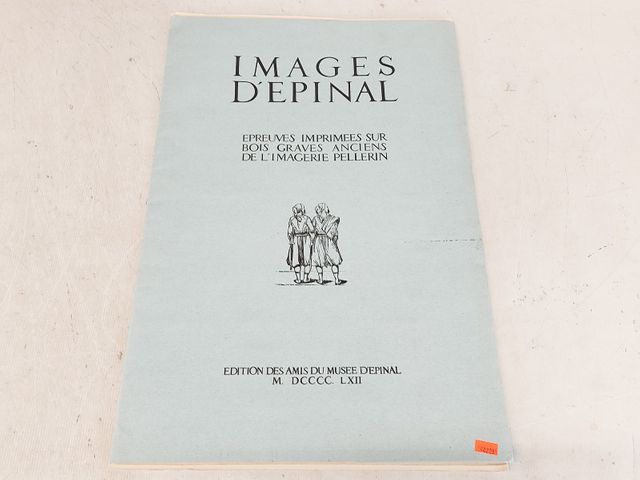 IMAGES
D'EPINAL
EPREUVES IMPRIMEES SUR
BOIS GRAVES ANCIENS
DE L'IMAGERIE PELLERIN
EDITION DES AMIS DU MUSEE D'EPINAL
M. DCCCC. LXII